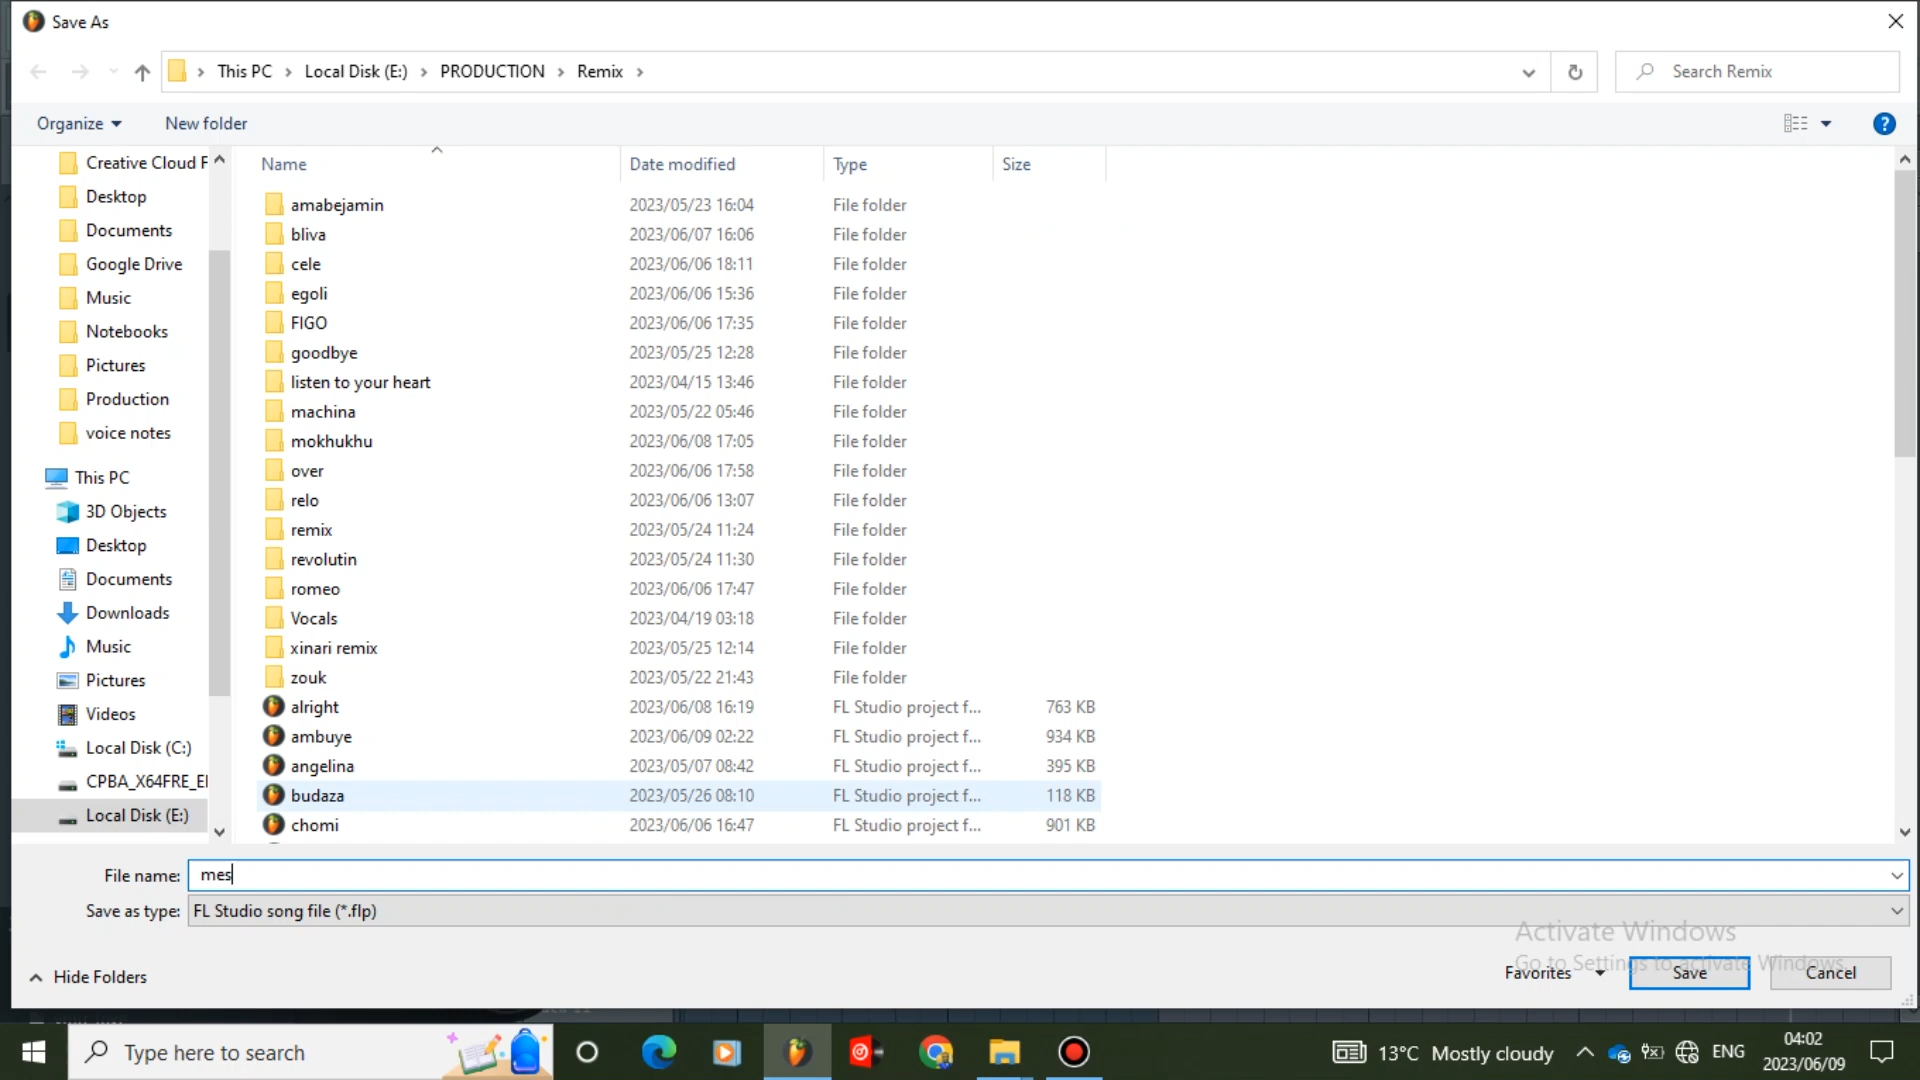 Save As
This PC > Local Disk (E:) > PRODUCTION > Remix >
Search Remix
Organize
New folder
Name Date modified Type Size
Creative Cloud F
Desktop
Documents
Google Drive
Music
Notebooks
Pictures
Production
voice notes
This PC
3D Objects
Desktop
Documents
Downloads
Music
Pictures
Videos
Local Disk (C:)
CPBA_X64FRE_E
Local Disk (E:)
amabejamin 2023/05/23 16:04 File folder
bliva 2023/06/07 16:06 File folder
cele 2023/06/06 18:11 File folder
egoli 2023/06/06 15:36 File folder
FIGO 2023/06/06 17:35 File folder
goodbye 2023/05/25 12:28 File folder
listen to your heart 2023/04/15 13:46 File folder
machina 2023/05/22 05:46 File folder
mokhukhu 2023/06/08 17:05 File folder
over 2023/06/06 17:58 File folder
relo 2023/06/06 13:07 File folder
remix 2023/05/24 11:24 File folder
revolutin 2023/05/24 11:30 File folder
romeo 2023/06/06 17:47 File folder
Vocals 2023/04/19 03:18 File folder
xinari remix 2023/05/25 12:14 File folder
zouk 2023/05/22 21:43 File folder
alright 2023/06/08 16:19 FL Studio project f... 763 KB
ambuye 2023/06/09 02:22 FL Studio project f... 934 KB
angelina 2023/05/07 08:42 FL Studio project f... 395 KB
budaza 2023/05/26 08:10 FL Studio project f... 118 KB
chomi 2023/06/06 16:47 FL Studio project f... 901 KB
File name: mes
Save as type: FL Studio song file (*.flp)
Activate Windows
Go to Settings to activate Windows.
Hide Folders
Favorites
Save
Cancel
Type here to search
13°C Mostly cloudy
ENG
04:02
2023/06/09